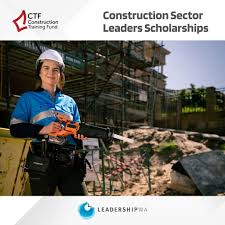 CTF
Construction
Training Fund
Construction Sector
Leaders Scholarships
LEADERSHIPWA